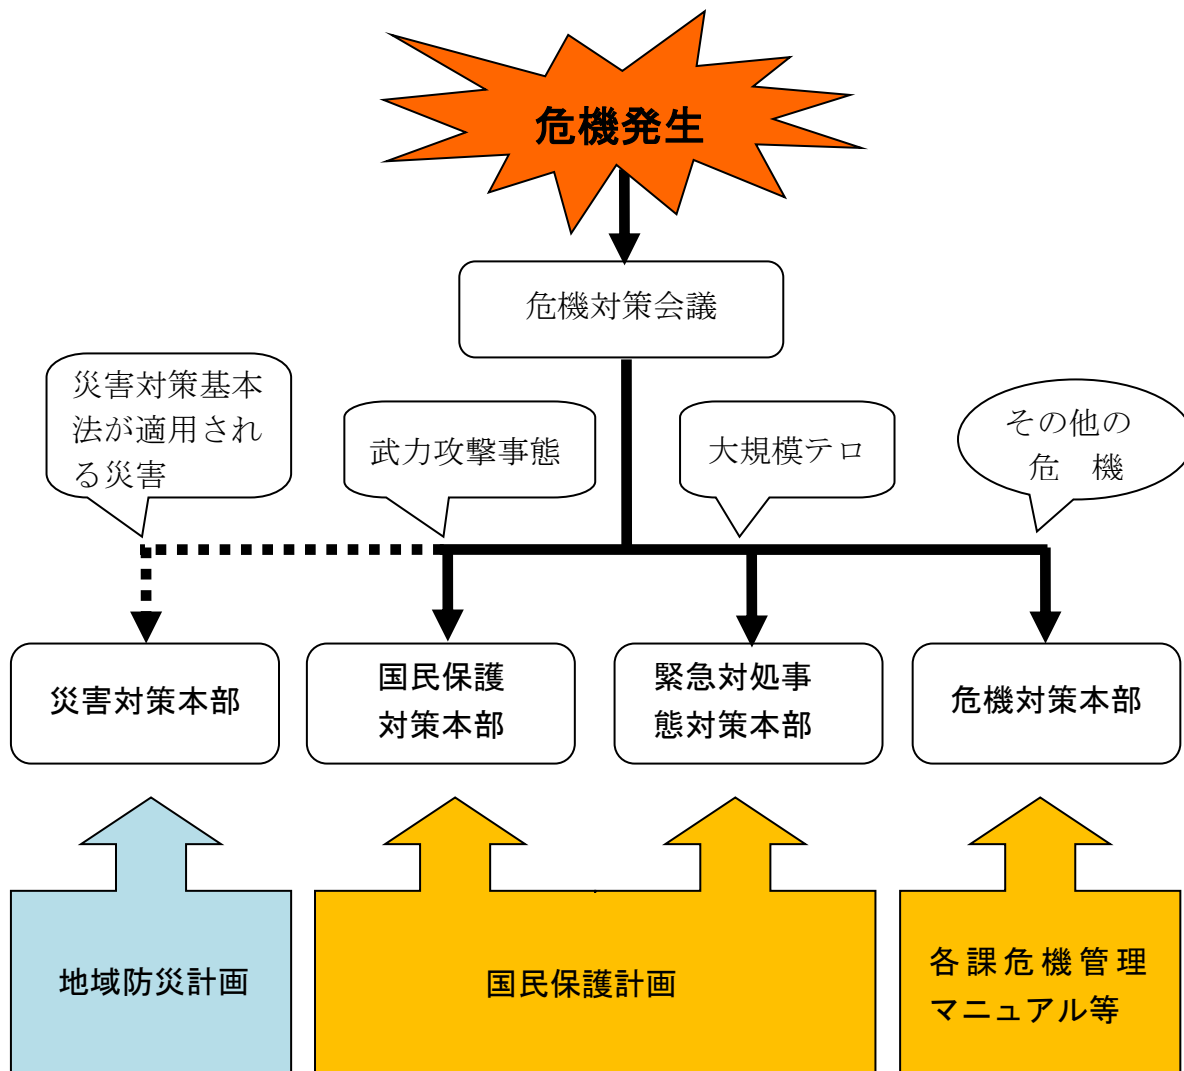 危機発生
危機対策会議
災害対策基本
法が適用され
る災害
武力攻撃事態
大規模テロ
その他の
危　機
災害対策本部
国民保護
対策本部
緊急対処事
態対策本部
危機対策本部
地域防災計画
国民保護計画
各課危機管理
マニュアル等